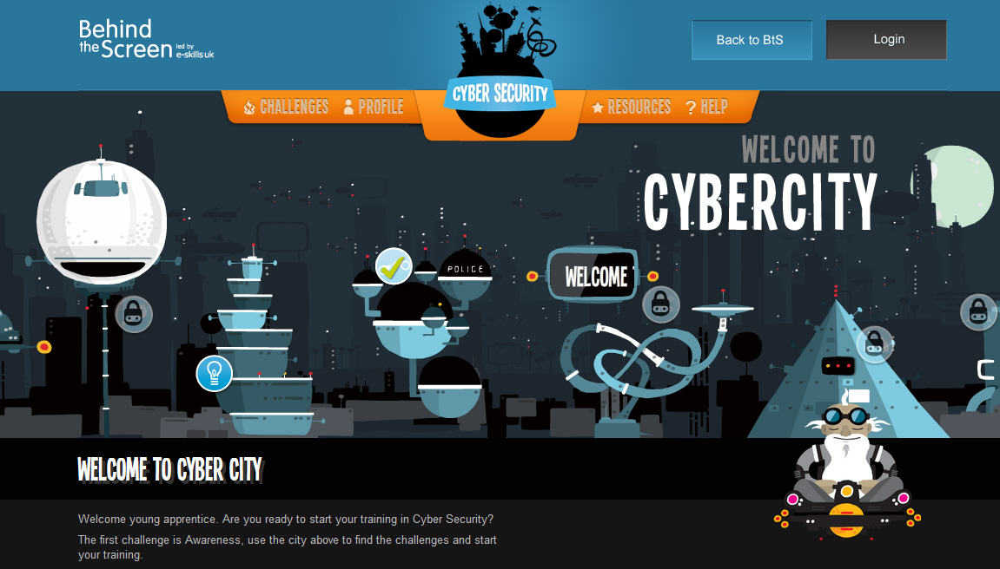 Behind
the Screen led by
e-skills uk
Back to BtS
Login
CYBER SECURITY
CHALLENGES
PROFILE
RESOURCES
? HELP
WELCOME TO
CYBERCITY
POLICE
WELCOME
WELCOME TO CYBER CITY
Welcome young apprentice. Are you ready to start your training in Cyber Security?
The first challenge is Awareness, use the city above to find the challenges and start
your training.